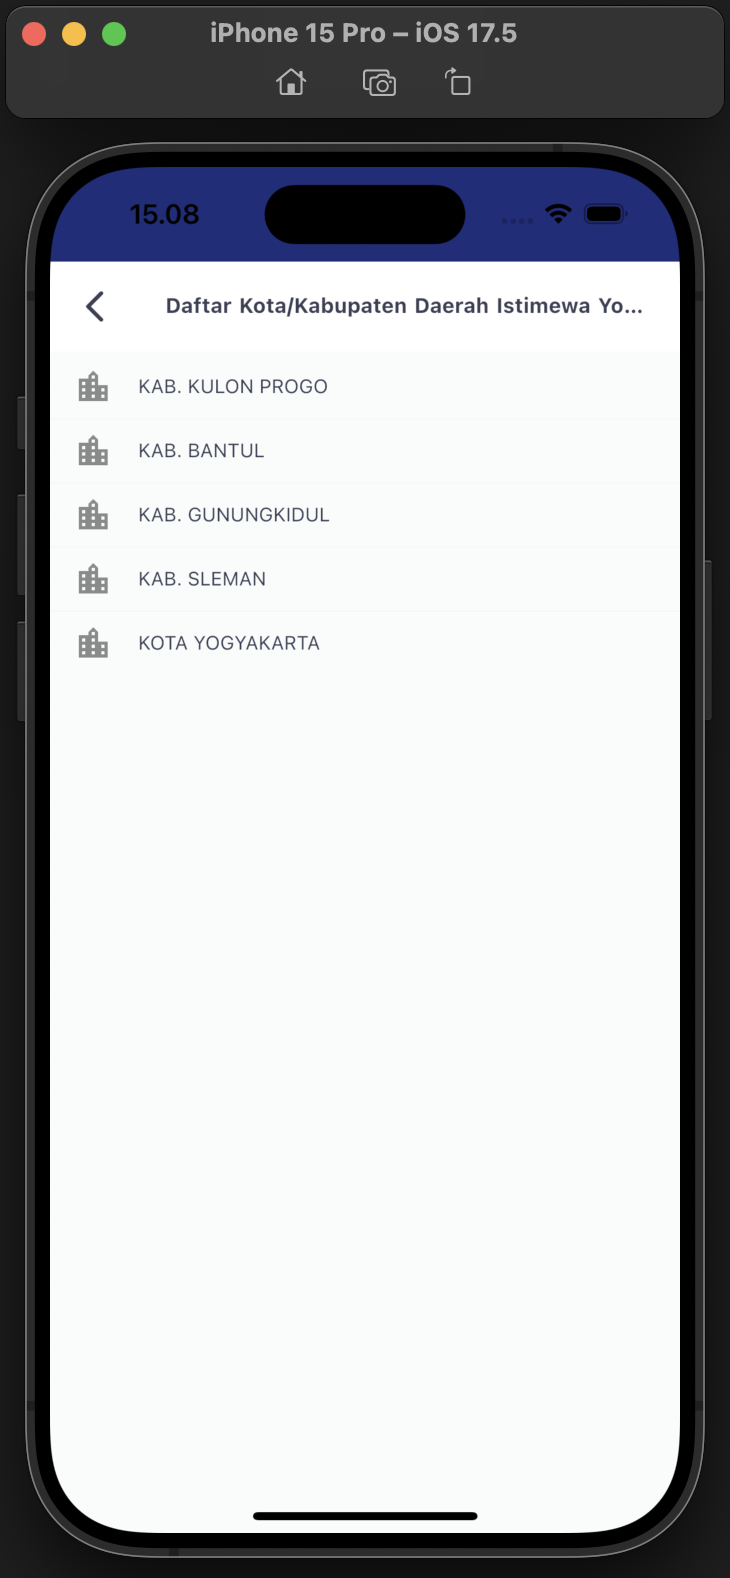 iPhone 15 Pro – iOS 17.5
15.08
Daftar Kota/Kabupaten Daerah Istimewa Yo...
KAB. KULON PROGO
KAB. BANTUL
KAB. GUNUNGKIDUL
KAB. SLEMAN
KOTA YOGYAKARTA